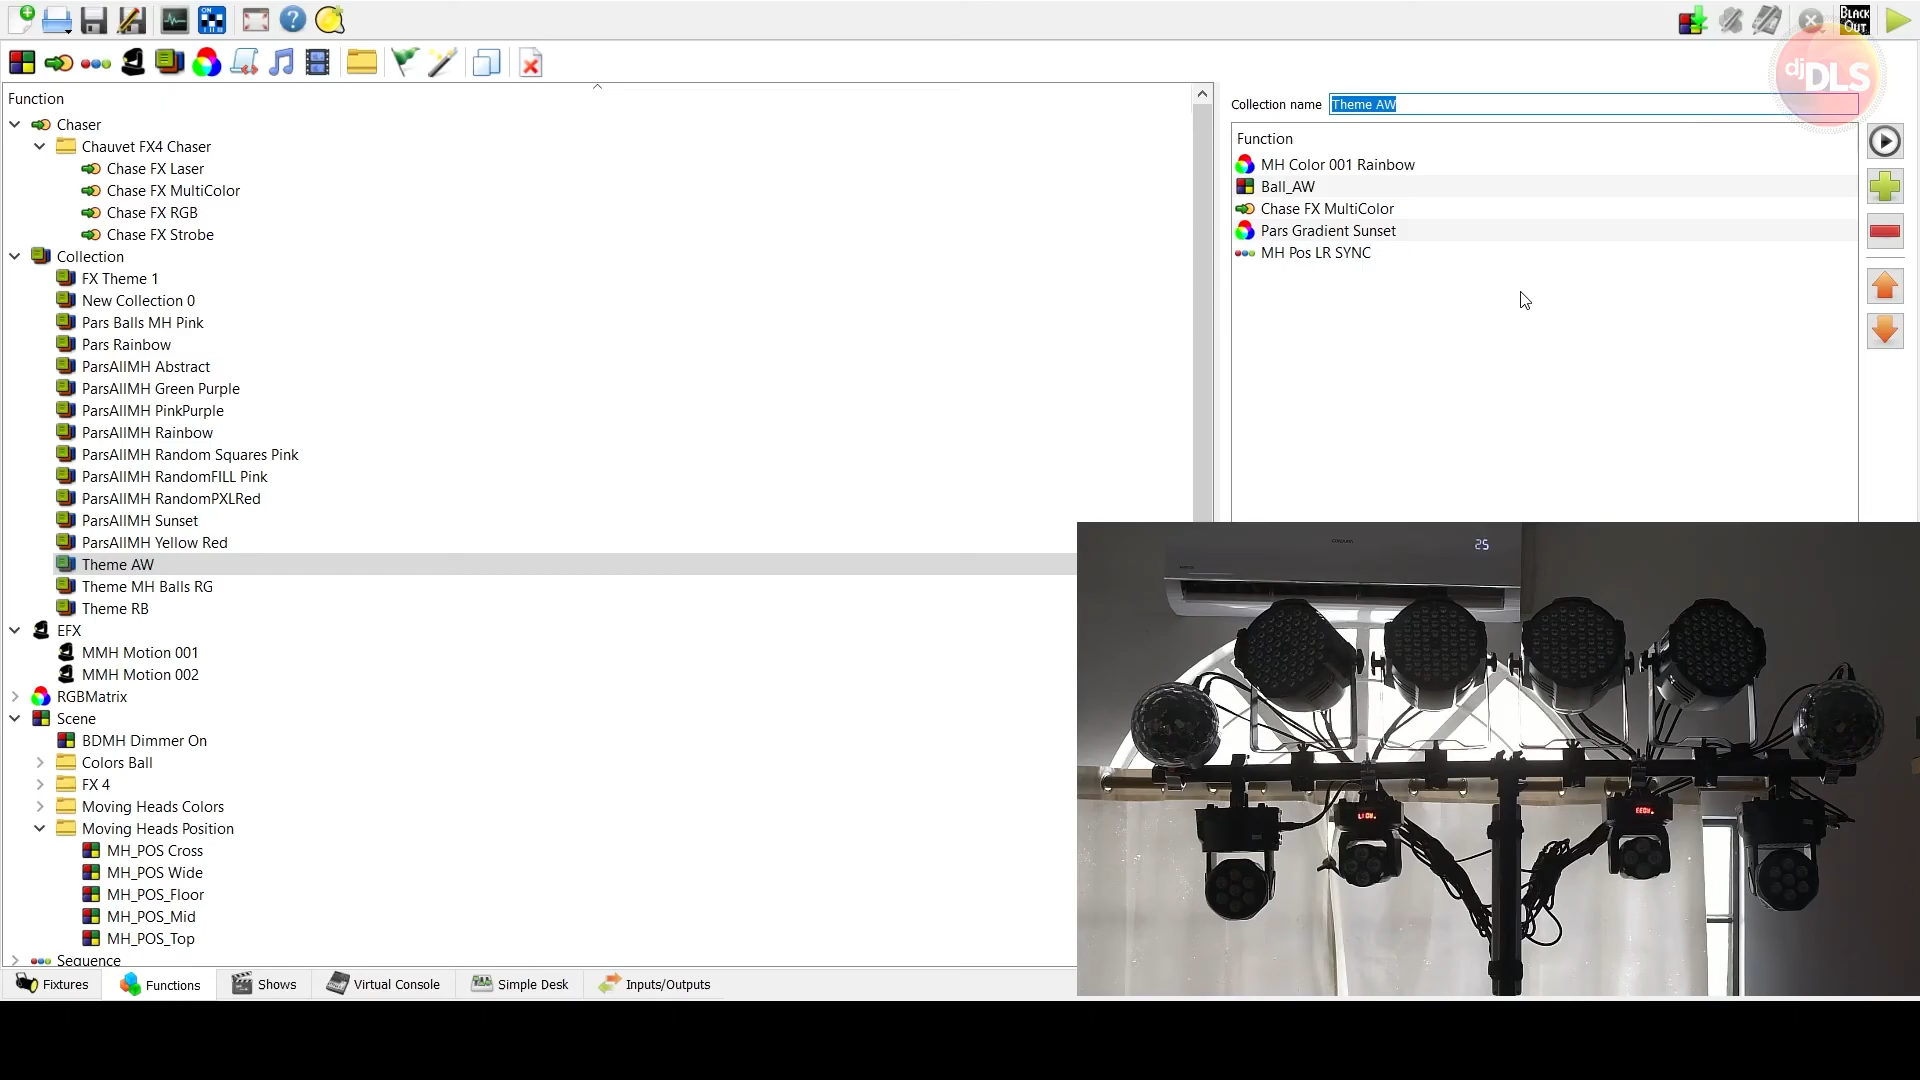 ON
BLACK
OUT
dj DLS
Function
Chaser
Chauvet FX4 Chaser
Chase FX Laser
Chase FX MultiColor
Chase FX RGB
Chase FX Strobe
Collection
FX Theme 1
New Collection 0
Pars Balls MH Pink
Pars Rainbow
ParsAllMH Abstract
ParsAllMH Green Purple
ParsAllMH PinkPurple
ParsAllMH Rainbow
ParsAllMH Random Squares Pink
ParsAllMH RandomFILL Pink
ParsAllMH RandomPXLRed
ParsAllMH Sunset
ParsAllMH Yellow Red
Theme AW
Theme MH Balls RG
Theme RB
EFX
MMH Motion 001
MMH Motion 002
RGBMatrix
Scene
BDMH Dimmer On
Colors Ball
FX 4
Moving Heads Colors
Moving Heads Position
MH_POS Cross
MH_POS Wide
MH_POS_Floor
MH_POS_Mid
MH_POS_Top
Sequence
Collection name Theme AW
Function
MH Color 001 Rainbow
Ball_AW
Chase FX MultiColor
Pars Gradient Sunset
MH Pos LR SYNC
25
Fixtures Functions Shows Virtual Console Simple Desk Inputs/Outputs